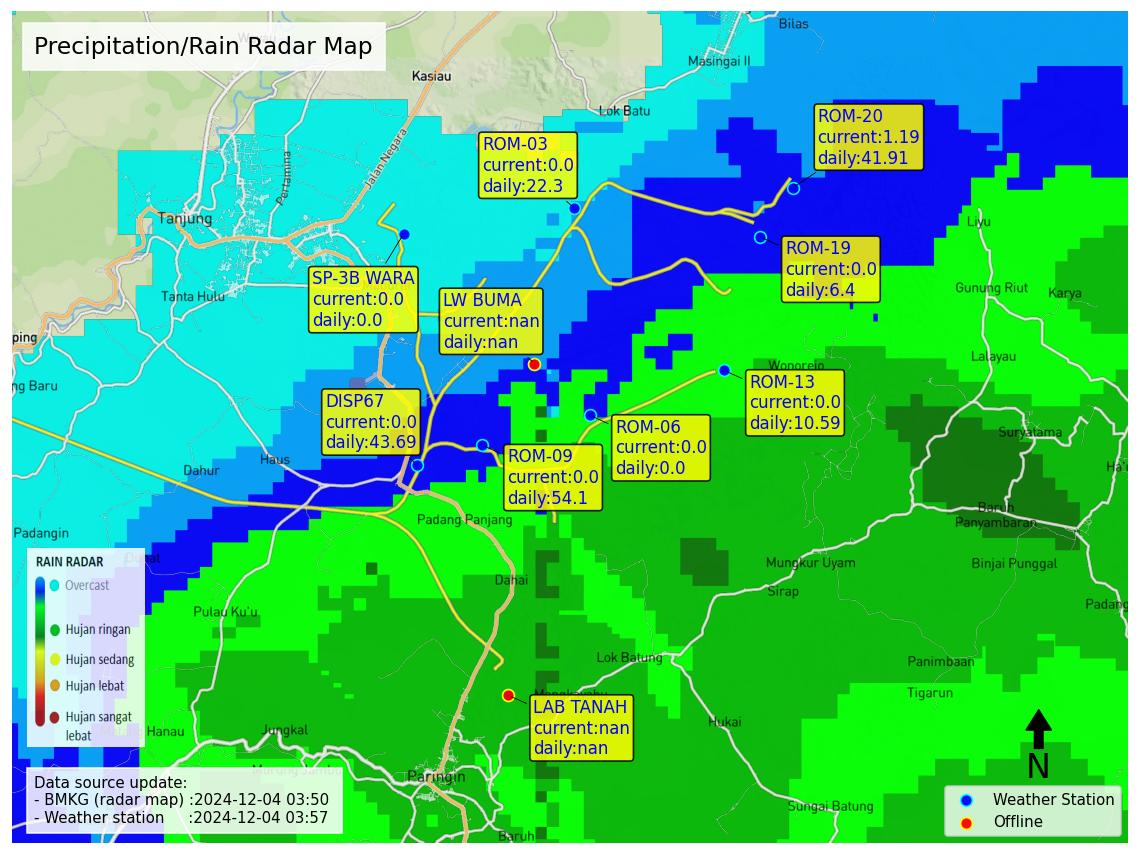 Precipitation/Rain Radar Map
Bilas
Masingai II
Kasiau
Lok Batu
ROM-20
current:1.19
daily:41.91
ROM-03
current:0.0
daily:22.3
Jalan Negara
Pertamina
Tanjung
Liyu
ROM-19
current:0.0
daily:6.4
SP-3B WARA
current:0.0
daily:0.0
Tanta Hulu
LW BUMA
current:nan
daily:nan
Gunung Riut
Karya
ping
Lalayau
Wonorejo
ng Baru
ROM-13
current:0.0
daily:10.59
DISP67
current:0.0
daily:43.69
ROM-06
current:0.0
daily:0.0
Suryatama
ROM-09
current:0.0
daily:54.1
Haus
Dahur
Ha'u
Baruh
Panyambaran
Padang Panjang
Padangin
Mungkur Uyam
Binjai Punggal
Dahai
Sirap
Padang
Pulau Ku'u
RAIN RADAR
Overcast
Hujan ringan
Hujan sedang
Hujan lebat
Hujan sangat
lebat
Lok Batung
Panimbaan
Tigarun
LAB TANAH
current:nan
daily:nan
Hukai
Hanau
Jungkal
Paringin
Sungai Batung
Baruh
N
Data source update:
- BMKG (radar map) :2024-12-04 03:50
- Weather station :2024-12-04 03:57
Weather Station
Offline